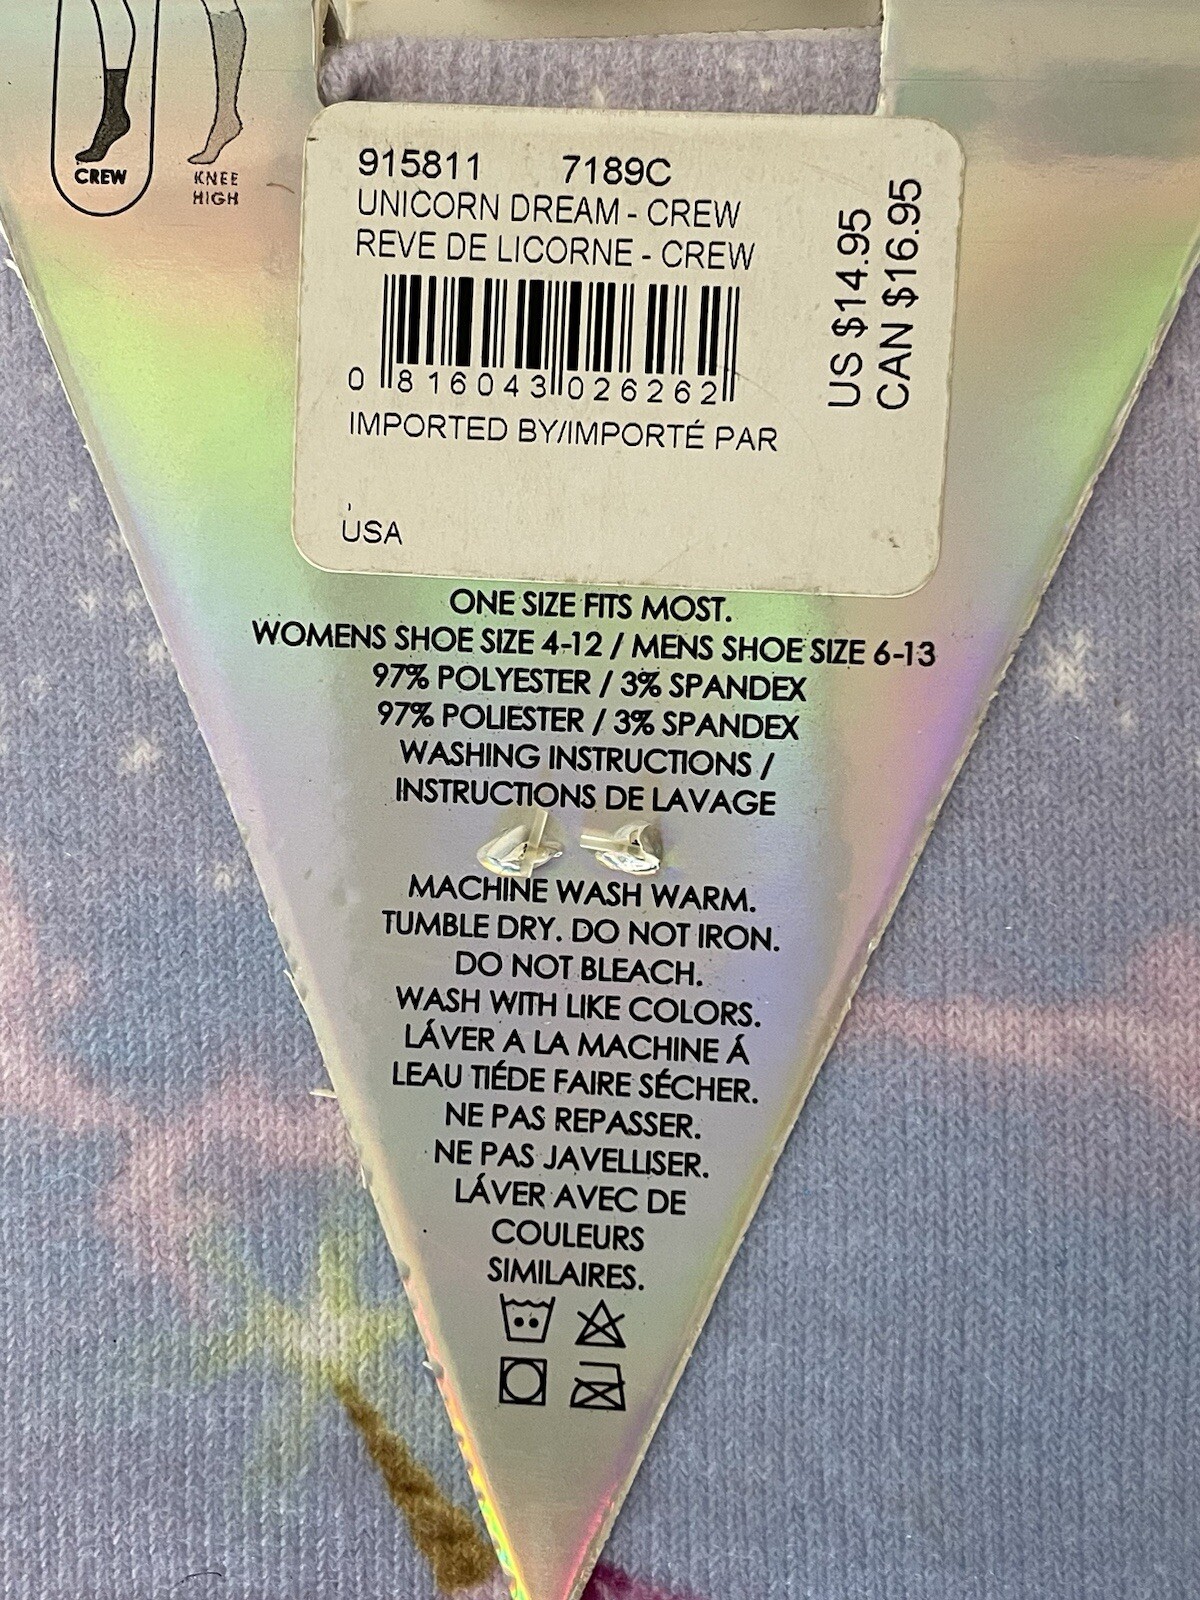 CREW
KNEE
HIGH
915811 7189C
UNICORN DREAM - CREW
REVE DE LICORNE - CREW
0 816043 026262
IMPORTED BY/IMPORTÉ PAR
USA
US $14.95
CAN $16.95
ONE SIZE FITS MOST.
WOMENS SHOE SIZE 4-12 / MENS SHOE SIZE 6-13
97% POLYESTER / 3% SPANDEX
97% POLIESTER / 3% SPANDEX
WASHING INSTRUCTIONS /
INSTRUCTIONS DE LAVAGE
MACHINE WASH WARM.
TUMBLE DRY. DO NOT IRON.
DO NOT BLEACH.
WASH WITH LIKE COLORS.
LÁVER A LA MACHINE Á
LEAU TIÉDE FAIRE SÉCHER.
NE PAS REPASSER.
NE PAS JAVELLISER.
LÁVER AVEC DE
COULEURS
SIMILAIRES.